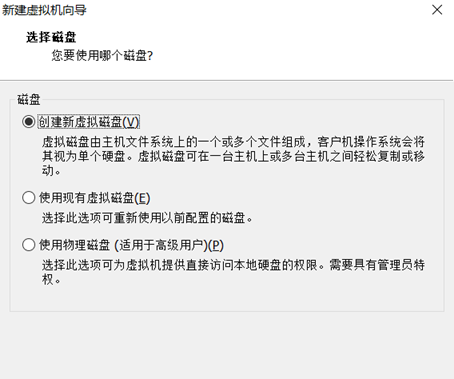 新建虚拟机向导
选择磁盘
您要使用哪个磁盘?
磁盘
创建新虚拟磁盘(V)
虚拟磁盘由主机文件系统上的一个或多个文件组成，客户机操作系统会将
其视为单个硬盘。虚拟磁盘可在一台主机上或多台主机之间轻松复制或移
动。
使用现有虚拟磁盘(E)
选择此选项可重新使用以前配置的磁盘。
使用物理磁盘 (适用于高级用户)(P)
选择此选项可为虚拟机提供直接访问本地硬盘的权限。需要具有管理员特
权。